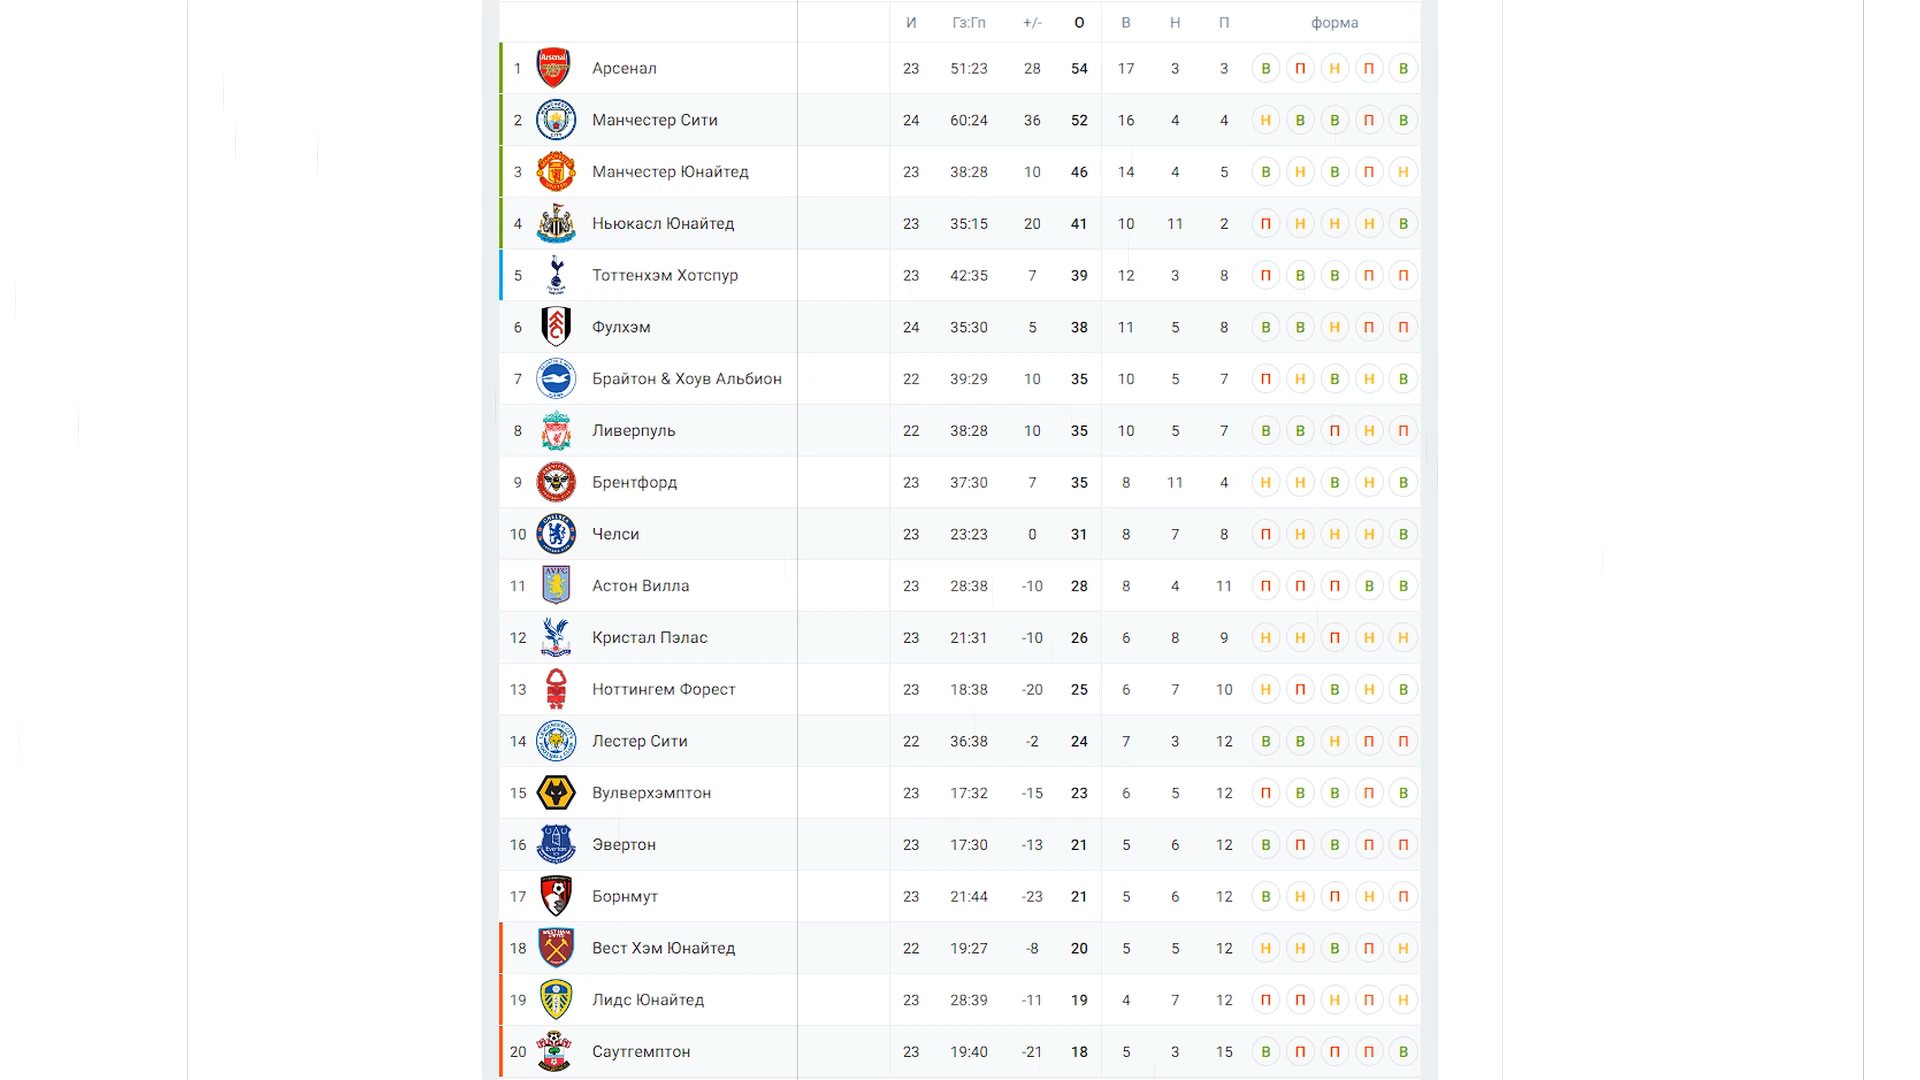 И Гз:Гп +/- О В Н П форма
1 Арсенал 23 51:23 28 54 17 3 3 В П Н П В
2 Манчестер Сити 24 60:24 36 52 16 4 4 Н В В П В
3 Манчестер Юнайтед 23 38:28 10 46 14 4 5 В Н В П Н
4 Ньюкасл Юнайтед 23 35:15 20 41 10 11 2 П Н Н Н В
5 Тоттенхэм Хотспур 23 42:35 7 39 12 3 8 П В В П П
6 Фулхэм 24 35:30 5 38 11 5 8 В В Н П П
7 Брайтон & Хоув Альбион 22 39:29 10 35 10 5 7 П Н В Н В
8 Ливерпуль 22 38:28 10 35 10 5 7 В В П Н П
9 Брентфорд 23 37:30 7 35 8 11 4 Н Н В Н В
10 Челси 23 23:23 0 31 8 7 8 П Н Н Н В
11 Астон Вилла 23 28:38 -10 28 8 4 11 П П П В В
12 Кристал Пэлас 23 21:31 -10 26 6 8 9 Н Н П Н Н
13 Ноттингем Форест 23 18:38 -20 25 6 7 10 Н П В Н В
14 Лестер Сити 22 36:38 -2 24 7 3 12 В В Н П П
15 Вулверхэмптон 23 17:32 -15 23 6 5 12 П В В П В
16 Эвертон 23 17:30 -13 21 5 6 12 В П В П П
17 Борнмут 23 21:44 -23 21 5 6 12 В Н П Н П
18 Вест Хэм Юнайтед 22 19:27 -8 20 5 5 12 Н Н В П Н
19 Лидс Юнайтед 23 28:39 -11 19 4 7 12 П П Н П Н
20 Саутгемптон 23 19:40 -21 18 5 3 15 В П П П В